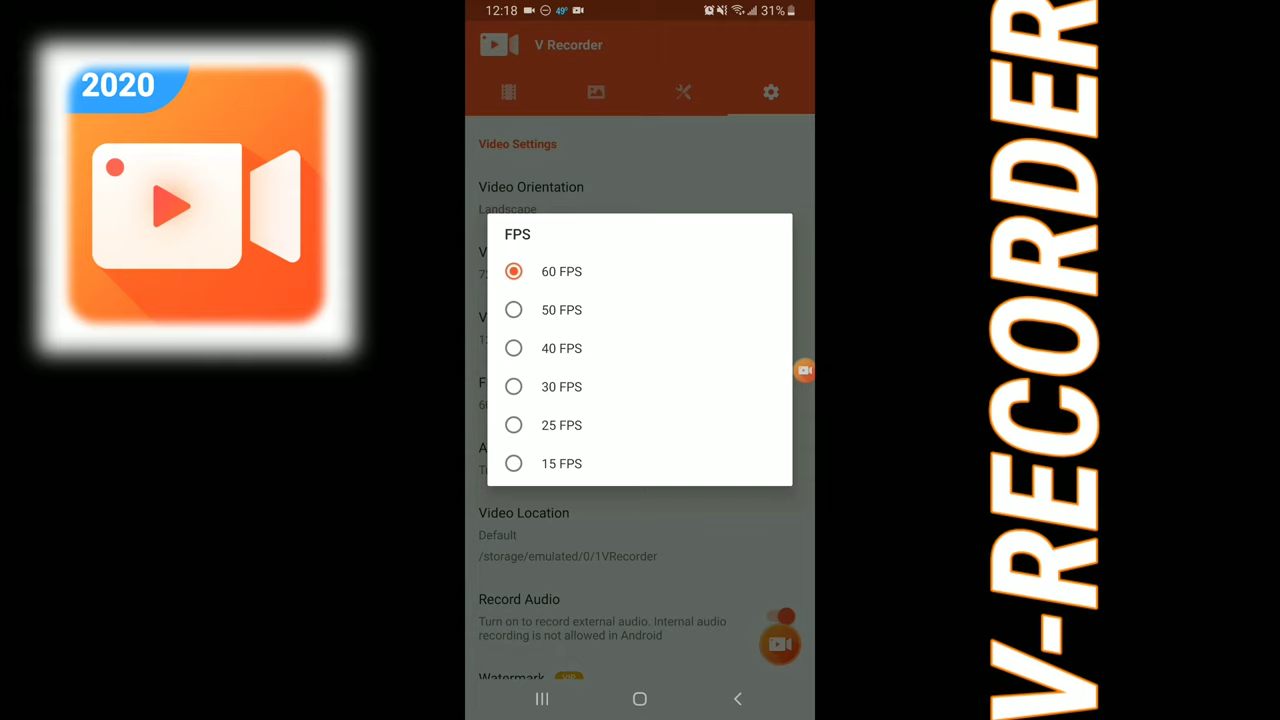 2020
12:18
49°
31%
V Recorder
Video Settings
Video Orientation
Landscape
FPS
60 FPS
50 FPS
40 FPS
30 FPS
25 FPS
15 FPS
Video Location
Default
/storage/emulated/0/1VRecorder
Record Audio
Turn on to record external audio. Internal audio
recording is not allowed in Android
Watermark VIP
V-RECORDER